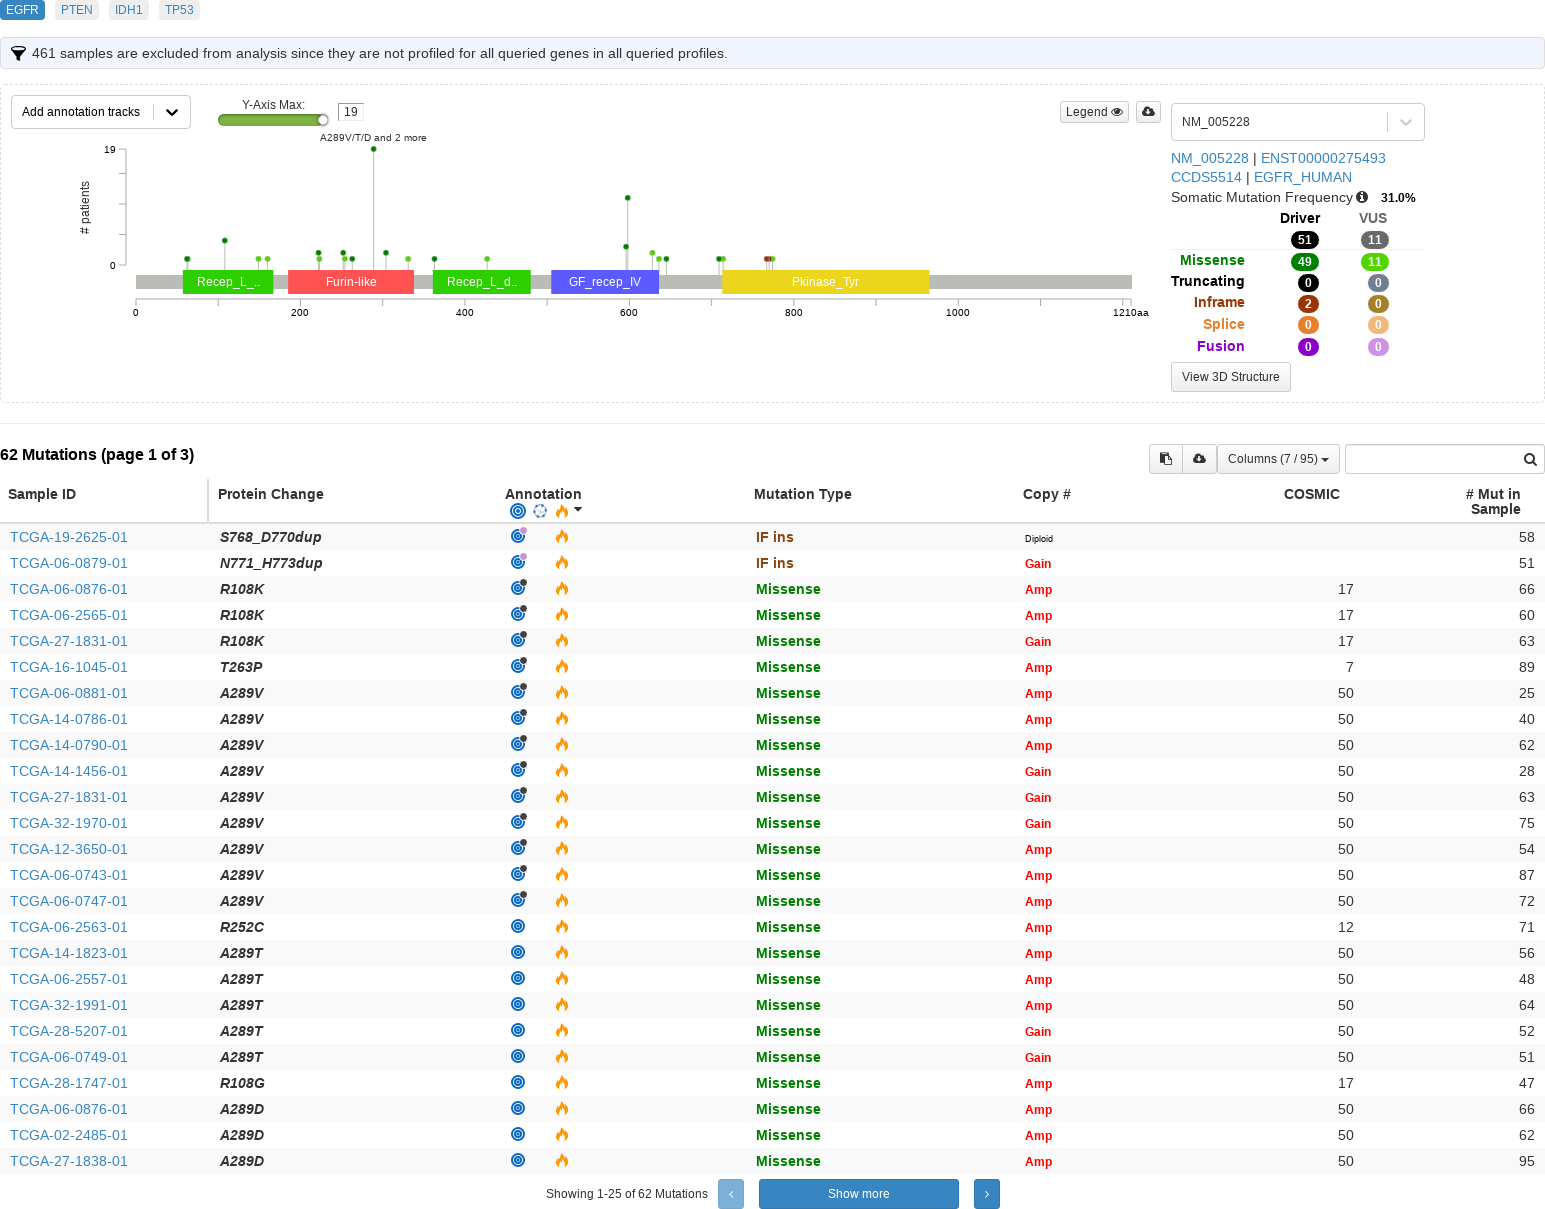 EGFR PTEN IDH1 TP53
461 samples are excluded from analysis since they are not profiled for all queried genes in all queried profiles.
Add annotation tracks
Y-Axis Max: 19
Legend
A289V/T/D and 2 more
19
# patients
0
Recep_L_.. Furin-like Recep_L_d.. GF_recep_IV Pkinase_Tyr
0 200 400 600 800 1000 1210aa
NM_005228
NM_005228 | ENST00000275493
CCDS5514 | EGFR_HUMAN
Somatic Mutation Frequency 31.0%
Driver VUS
51 11
Missense 49 11
Truncating 0 0
Inframe 2 0
Splice 0 0
Fusion 0 0
View 3D Structure
62 Mutations (page 1 of 3)
Columns (7 / 95)
Sample ID Protein Change Annotation Mutation Type Copy # COSMIC # Mut in Sample
TCGA-19-2625-01 S768_D770dup IF ins Diploid 58
TCGA-06-0879-01 N771_H773dup IF ins Gain 51
TCGA-06-0876-01 R108K Missense Amp 17 66
TCGA-06-2565-01 R108K Missense Amp 17 60
TCGA-27-1831-01 R108K Missense Gain 17 63
TCGA-16-1045-01 T263P Missense Amp 7 89
TCGA-06-0881-01 A289V Missense Amp 50 25
TCGA-14-0786-01 A289V Missense Amp 50 40
TCGA-14-0790-01 A289V Missense Amp 50 62
TCGA-14-1456-01 A289V Missense Gain 50 28
TCGA-27-1831-01 A289V Missense Gain 50 63
TCGA-32-1970-01 A289V Missense Gain 50 75
TCGA-12-3650-01 A289V Missense Amp 50 54
TCGA-06-0743-01 A289V Missense Amp 50 87
TCGA-06-0747-01 A289V Missense Amp 50 72
TCGA-06-2563-01 R252C Missense Amp 12 71
TCGA-14-1823-01 A289T Missense Amp 50 56
TCGA-06-2557-01 A289T Missense Amp 50 48
TCGA-32-1991-01 A289T Missense Amp 50 64
TCGA-28-5207-01 A289T Missense Gain 50 52
TCGA-06-0749-01 A289T Missense Gain 50 51
TCGA-28-1747-01 R108G Missense Amp 17 47
TCGA-06-0876-01 A289D Missense Amp 50 66
TCGA-02-2485-01 A289D Missense Amp 50 62
TCGA-27-1838-01 A289D Missense Amp 50 95
Showing 1-25 of 62 Mutations ‹ Show more ›